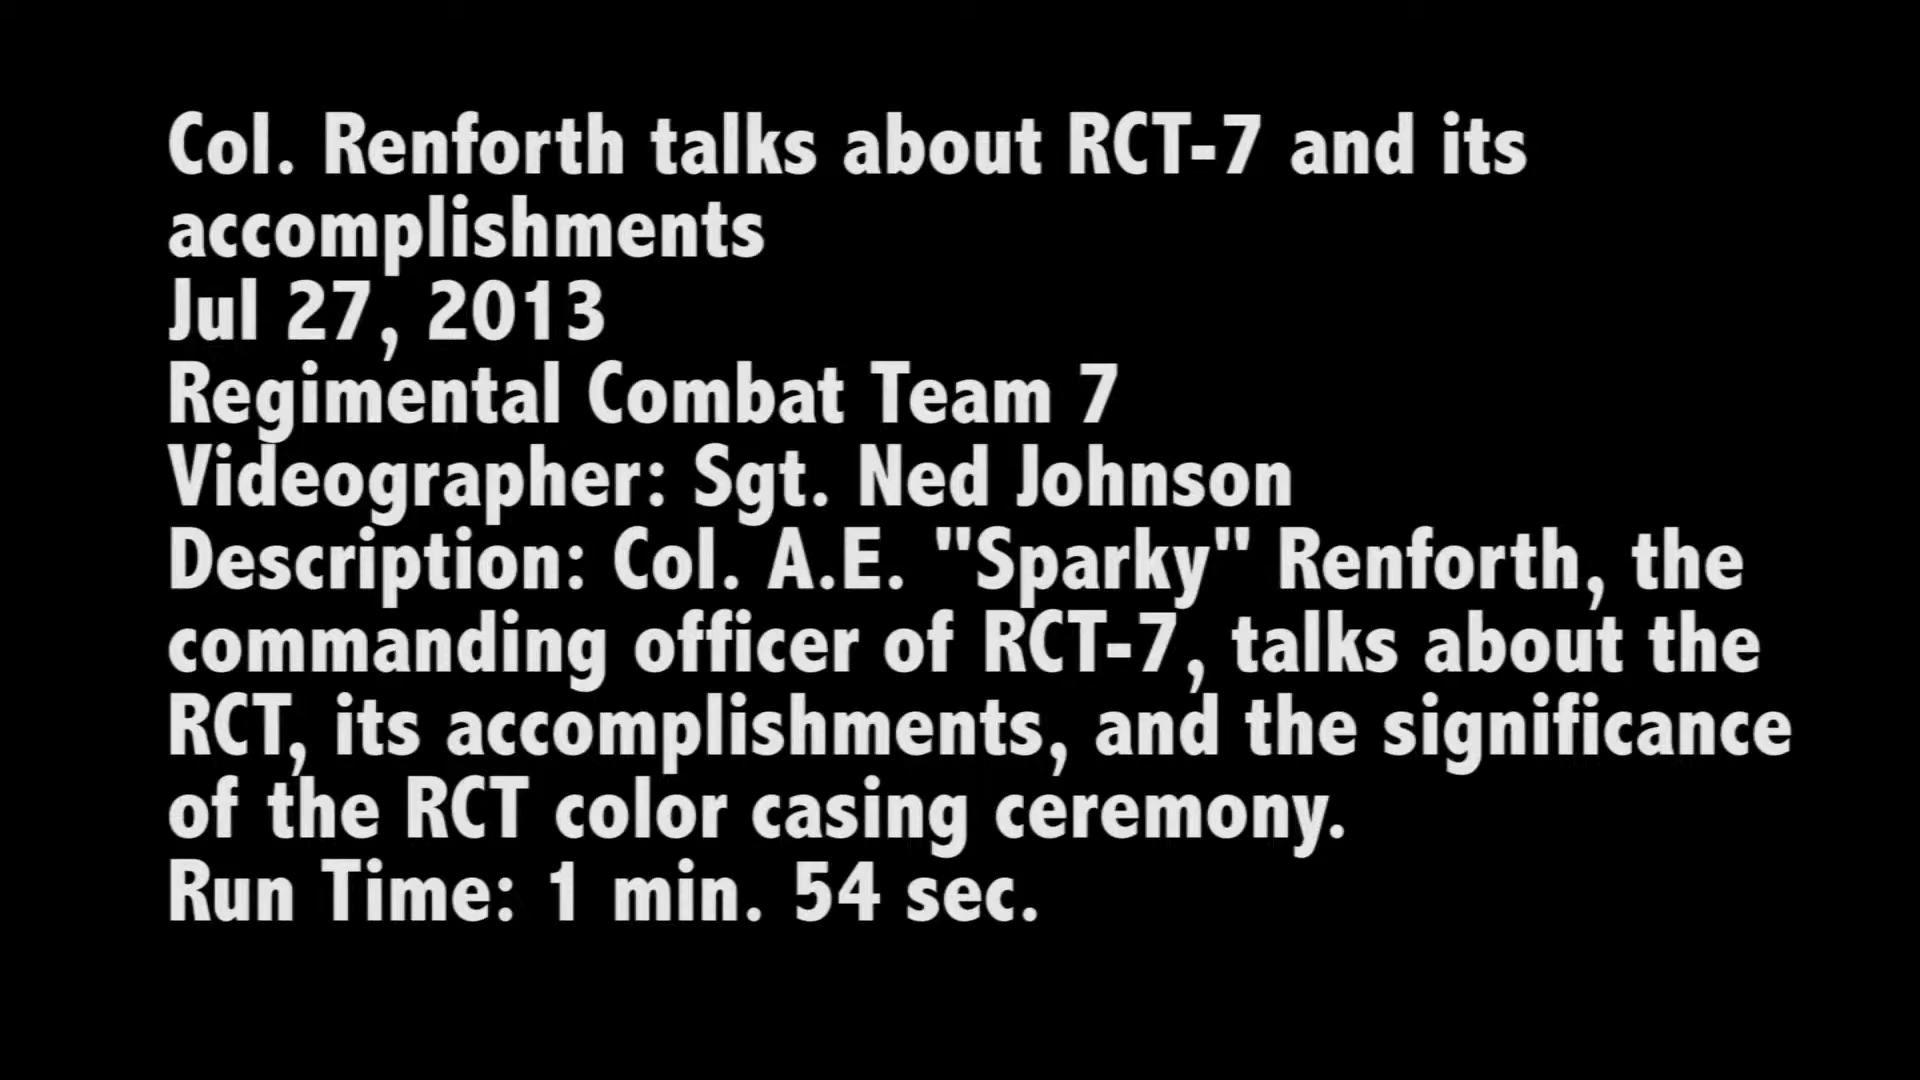 Col. Renforth talks about RCT-7 and its
accomplishments
Jul 27, 2013
Regimental Combat Team 7
Videographer: Sgt. Ned Johnson
Description: Col. A.E. "Sparky" Renforth, the
commanding officer of RCT-7, talks about the
RCT, its accomplishments, and the significance
of the RCT color casing ceremony.
Run Time: 1 min. 54 sec.